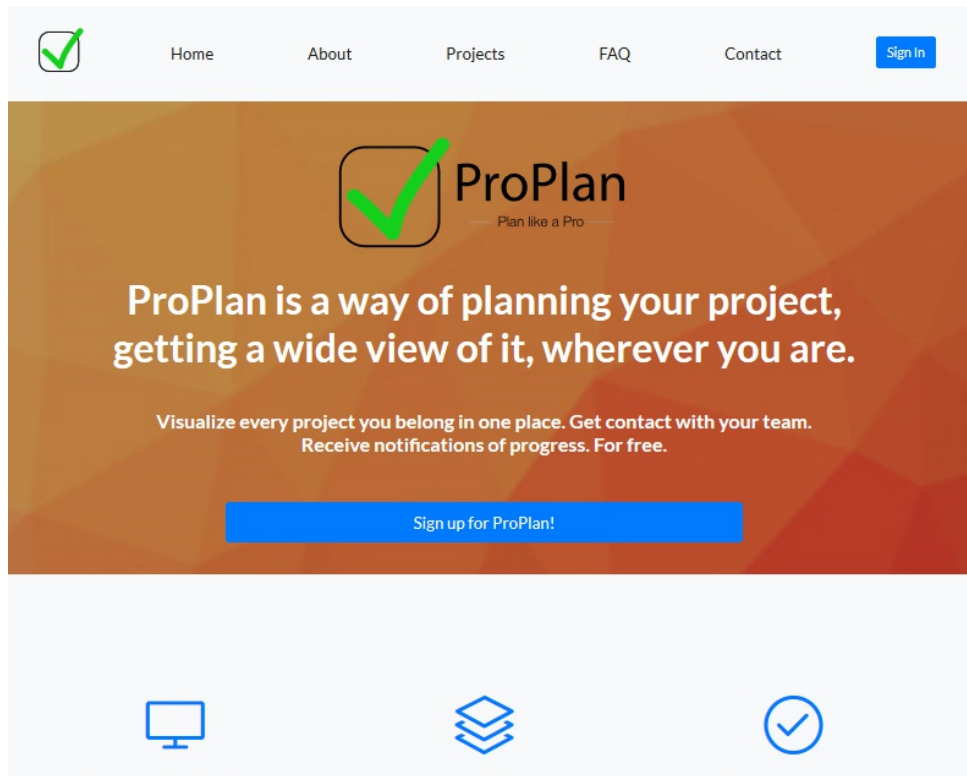 Home About Projects FAQ Contact Sign In
ProPlan
Plan like a Pro
ProPlan is a way of planning your project,
getting a wide view of it, wherever you are.
Visualize every project you belong in one place. Get contact with your team.
Receive notifications of progress. For free.
Sign up for ProPlan!